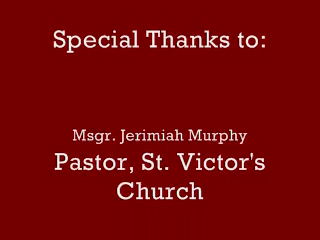 Special Thanks to:
Msgr. Jerimiah Murphy
Pastor, St. Victor's
Church